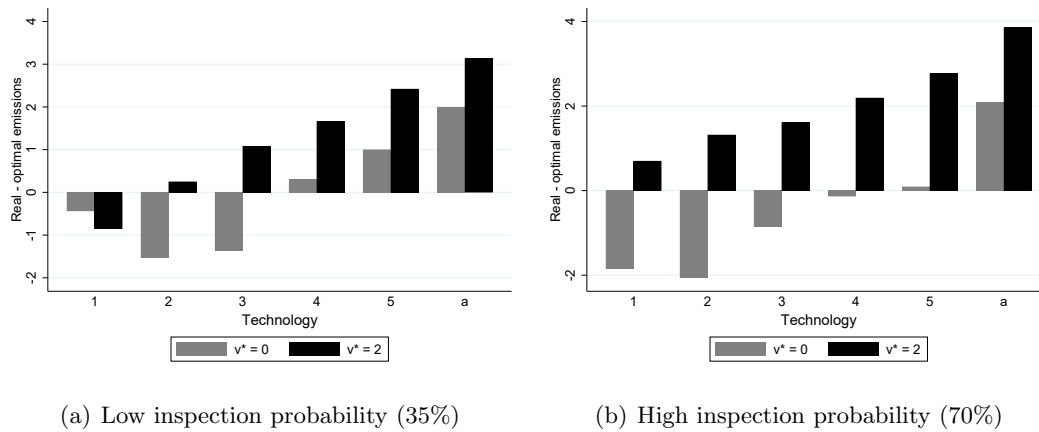 Real - optimal emissions
4
3
2
1
0
-1
-2
1 2 3 4 5 a
Technology
v* = 0 v* = 2
(a) Low inspection probability (35%)
Real - optimal emissions
4
2
0
-2
1 2 3 4 5 a
Technology
v* = 0 v* = 2
(b) High inspection probability (70%)